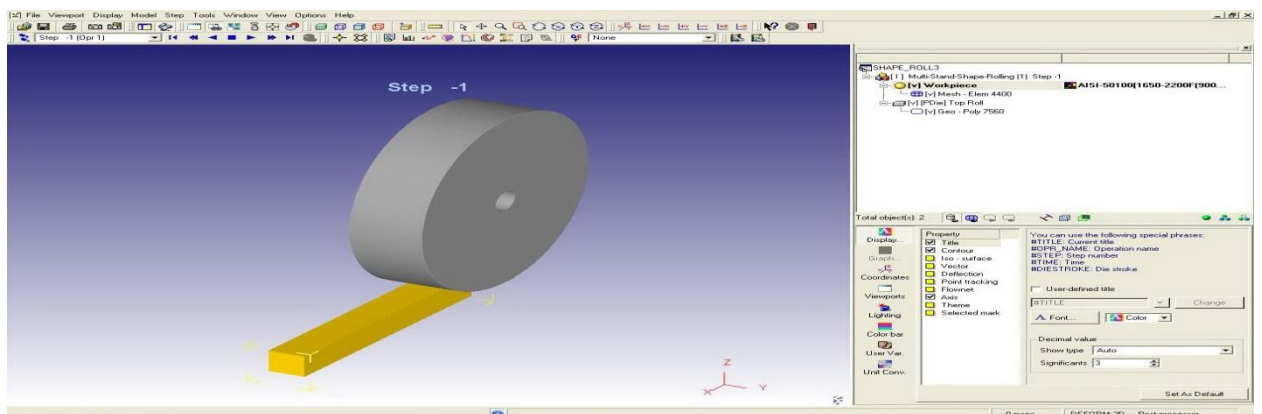 File Viewport Display Model Step Tools Window View Options Help
Step -1 (Opr 1)
None
Step -1
Z
X Y
SHAPE_ROLL3
[1] Multi-Stand-Shape-Rolling (1) Step -1
[v] Workpiece AISI-50100[1650-2200F(900...
[v] Mesh - Elem 4400
[v] [PDie] Top Roll
[v] Geo - Poly 7560
Total object(s): 2
Display...
Graph...
Coordinates
Viewports
Lighting
Color bar
User Var.
Unit Conv.
Property
Title
Contour
Iso - surface
Vector
Deflection
Point tracking
Flownet
Axis
Theme
Selected mark
You can use the following special phrases:
#TITLE: Current title
#OPR_NAME: Operation name
#STEP: Step number
#TIME: Time
#DIESTROKE: Die stroke
User-defined title
#TITLE Change
A Font... Color
Decimal value
Show type Auto
Significants 3
Set As Default